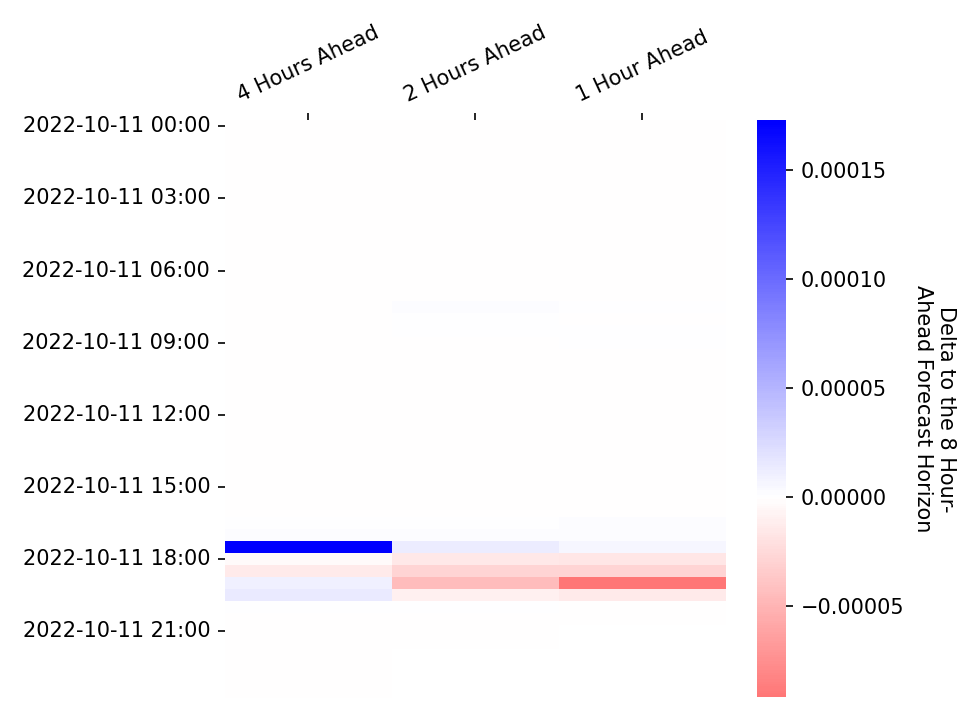 4 Hours Ahead
2 Hours Ahead
1 Hour Ahead
2022-10-11 00:00
2022-10-11 03:00
2022-10-11 06:00
2022-10-11 09:00
2022-10-11 12:00
2022-10-11 15:00
2022-10-11 18:00
2022-10-11 21:00
0.00015
0.00010
0.00005
0.00000
−0.00005
Delta to the 8 Hour-
Ahead Forecast Horizon